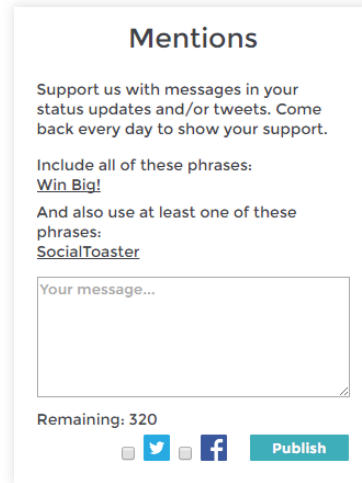 Mentions
Support us with messages in your
status updates and/or tweets. Come
back every day to show your support.
Include all of these phrases:
Win Big!
And also use at least one of these
phrases:
SocialToaster
Your message...
Remaining: 320
Publish